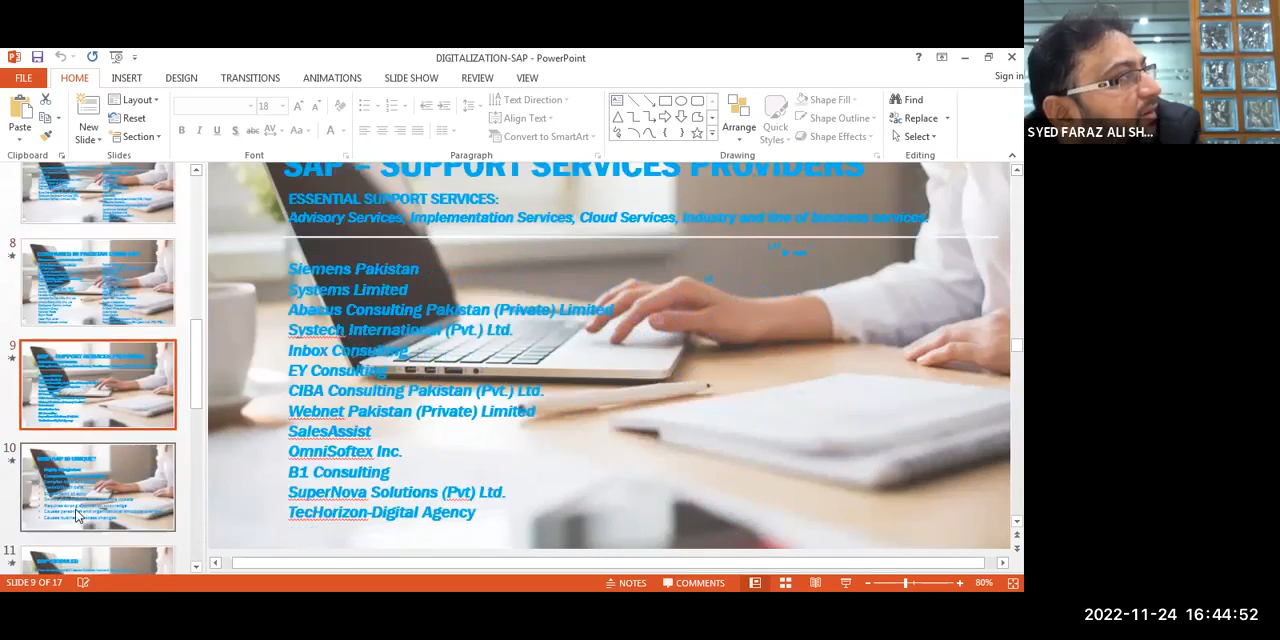 DIGITALIZATION-SAP - PowerPoint
Sign in
FILE HOME INSERT DESIGN TRANSITIONS ANIMATIONS SLIDE SHOW REVIEW VIEW
Paste
New Slide
Layout
Reset
Section
18
Text Direction
Align Text
Convert to SmartArt
Arrange
Quick Styles
Shape Fill
Shape Outline
Shape Effects
Find
Replace
Select
Clipboard Slides Font Paragraph Drawing Editing
SYED FARAZ ALI SH...
8
9
10
11
SAP – SUPPORT SERVICES PROVIDERS
ESSENTIAL SUPPORT SERVICES:
Advisory Services, Implementation Services, Cloud Services, Industry and line of business services.
Siemens Pakistan
Systems Limited
Abacus Consulting Pakistan (Private) Limited
Systech International (Pvt.) Ltd.
Inbox Consulting
EY Consulting
CIBA Consulting Pakistan (Pvt.) Ltd.
Webnet Pakistan (Private) Limited
SalesAssist
OmniSoftex Inc.
B1 Consulting
SuperNova Solutions (Pvt) Ltd.
TecHorizon-Digital Agency
SLIDE 9 OF 17
NOTES COMMENTS
80%
2022-11-24 16:44:52